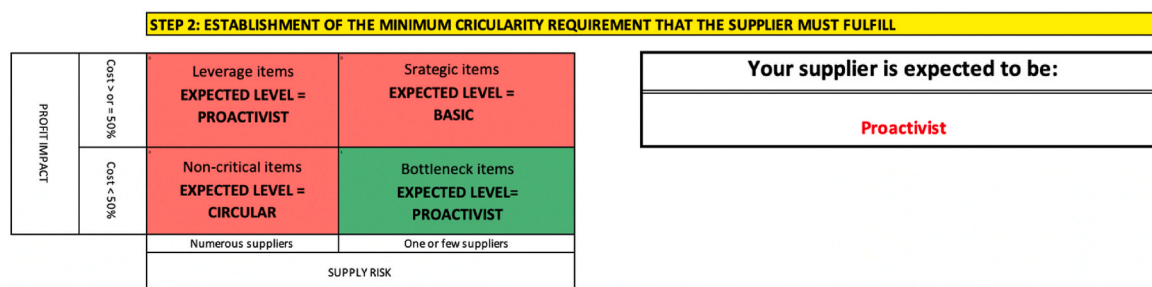 STEP 2: ESTABLISHMENT OF THE MINIMUM CRICULARITY REQUIREMENT THAT THE SUPPLIER MUST FULFILL
PROFIT IMPACT
Cost > or = 50%
Leverage items
EXPECTED LEVEL =
PROACTIVIST
Srategic items
EXPECTED LEVEL =
BASIC
Cost < 50%
Non-critical items
EXPECTED LEVEL =
CIRCULAR
Bottleneck items
EXPECTED LEVEL=
PROACTIVIST
Numerous suppliers
One or few suppliers
SUPPLY RISK
Your supplier is expected to be:
Proactivist